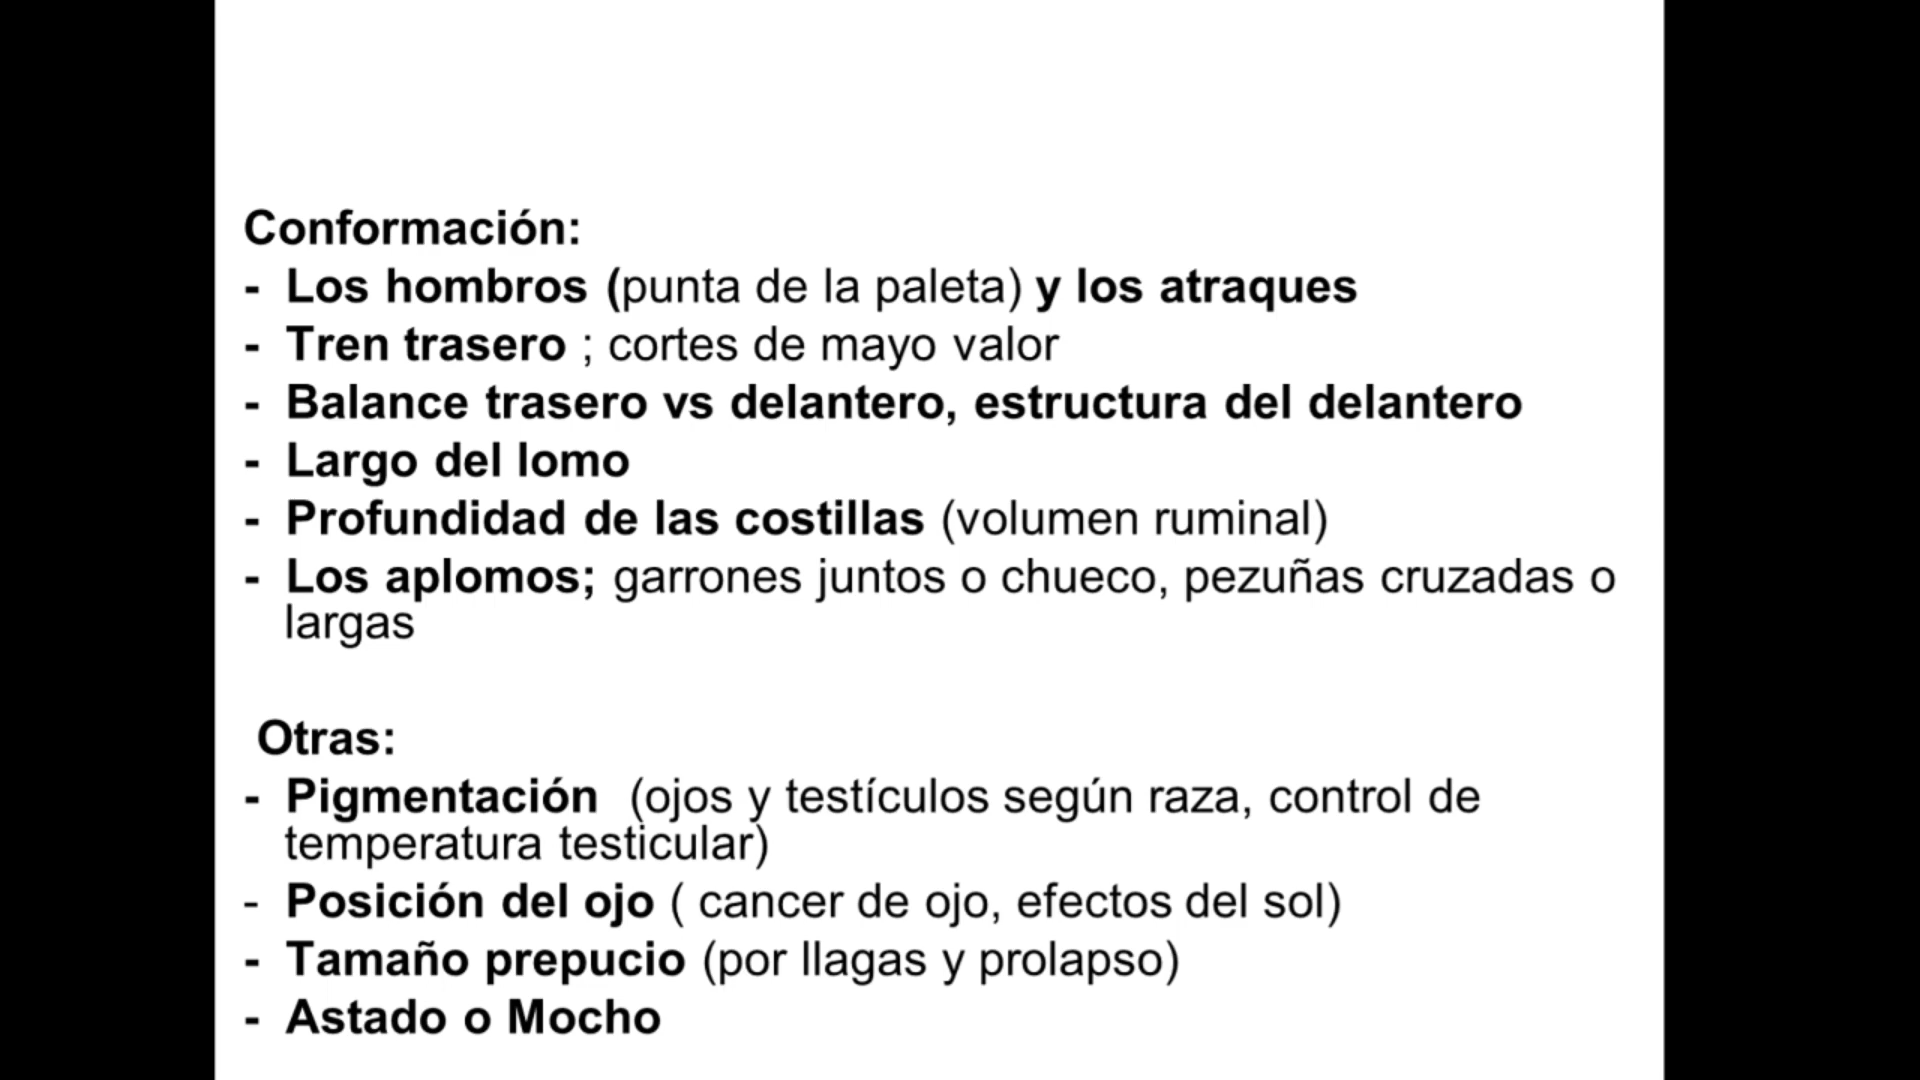 Conformación:
- Los hombros (punta de la paleta) y los atraques
- Tren trasero ; cortes de mayo valor
- Balance trasero vs delantero, estructura del delantero
- Largo del lomo
- Profundidad de las costillas (volumen ruminal)
- Los aplomos; garrones juntos o chueco, pezuñas cruzadas o
largas
Otras:
- Pigmentación (ojos y testículos según raza, control de
temperatura testicular)
- Posición del ojo ( cancer de ojo, efectos del sol)
- Tamaño prepucio (por llagas y prolapso)
- Astado o Mocho